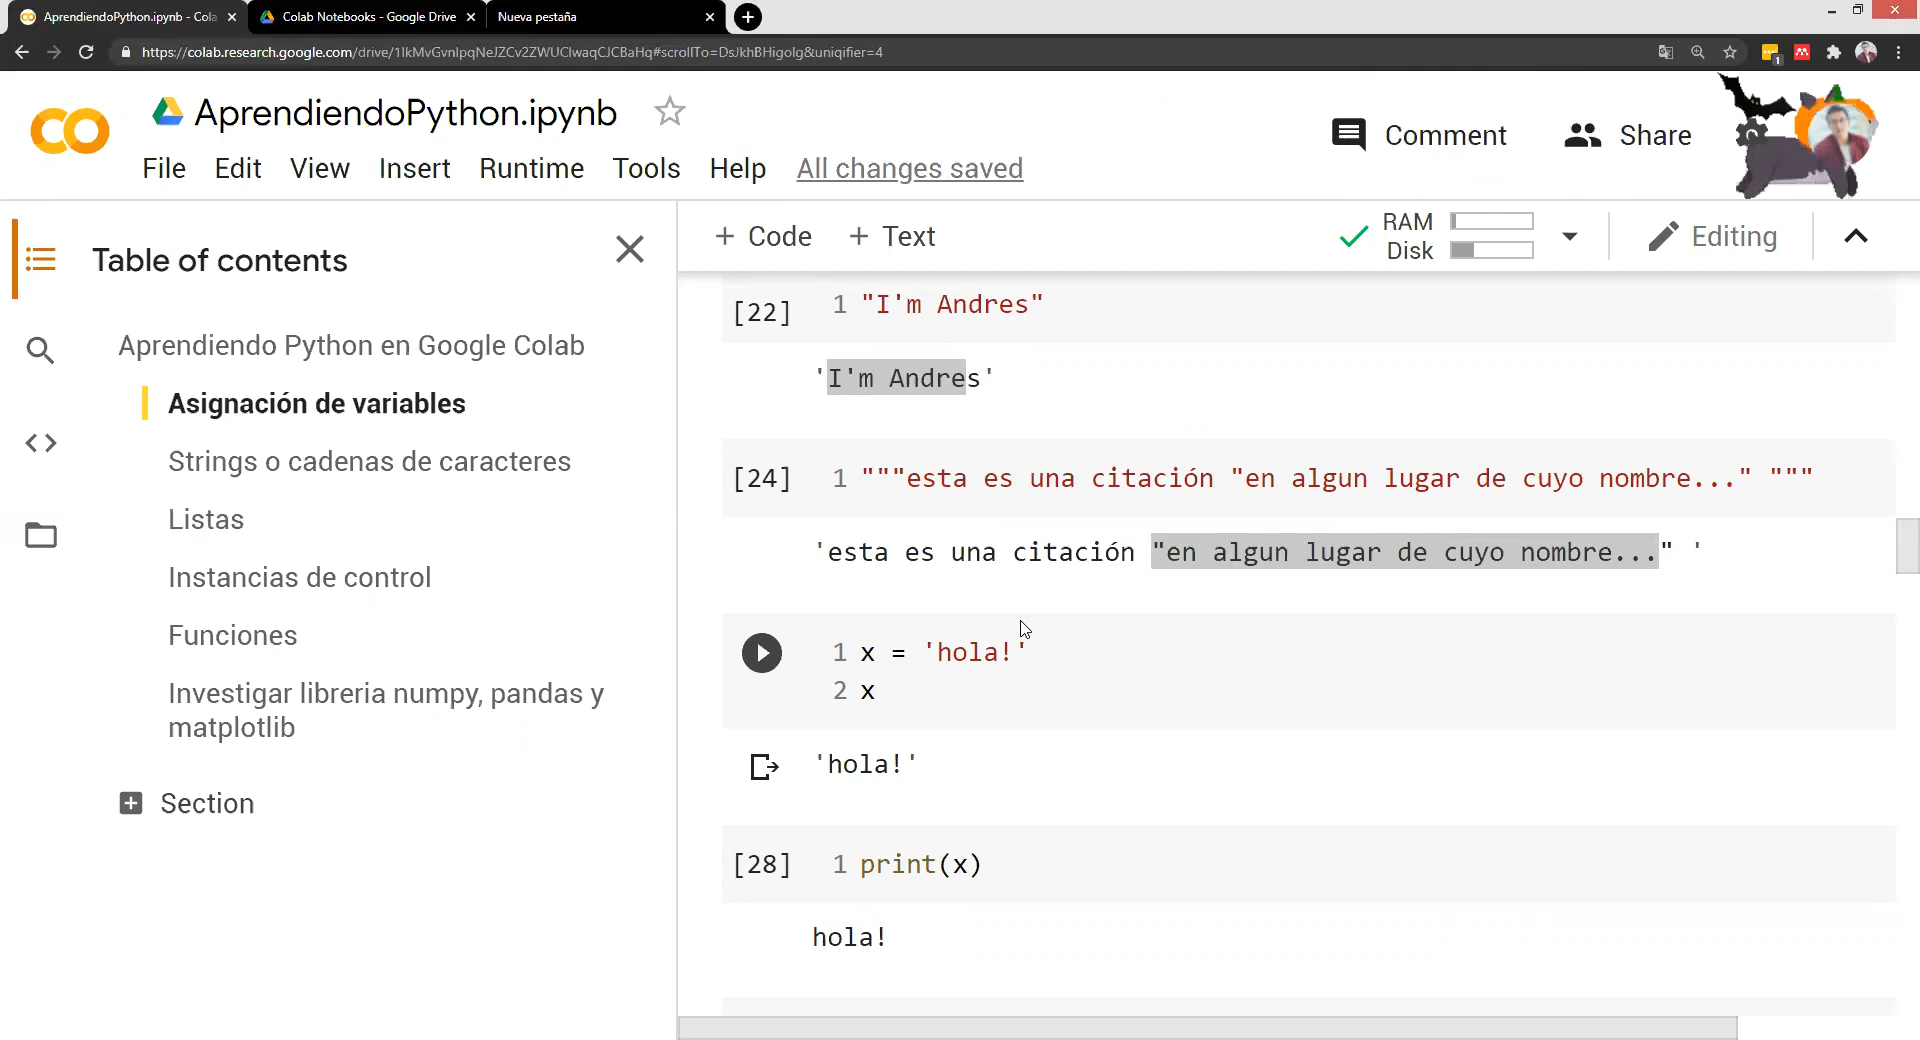 AprendiendoPython.ipynb - Cola
Colab Notebooks - Google Drive
Nueva pestaña
https://colab.research.google.com/drive/1IkMvGvnIpqNeJZCv2ZWUCIwaqCJCBaHq#scrollTo=DsJkhBHigoIg&uniqifier=4
1
AprendiendoPython.ipynb
Comment
Share
File Edit View Insert Runtime Tools Help All changes saved
Table of contents
+ Code + Text
RAM
Disk
Editing
Aprendiendo Python en Google Colab
Asignación de variables
Strings o cadenas de caracteres
Listas
Instancias de control
Funciones
Investigar libreria numpy, pandas y
matplotlib
Section
[22] 1 "I'm Andres"
'I'm Andres'
[24] 1 """esta es una citación "en algun lugar de cuyo nombre..." """
'esta es una citación "en algun lugar de cuyo nombre..." '
1 x = 'hola!'
2 x
'hola!'
[28] 1 print(x)
hola!